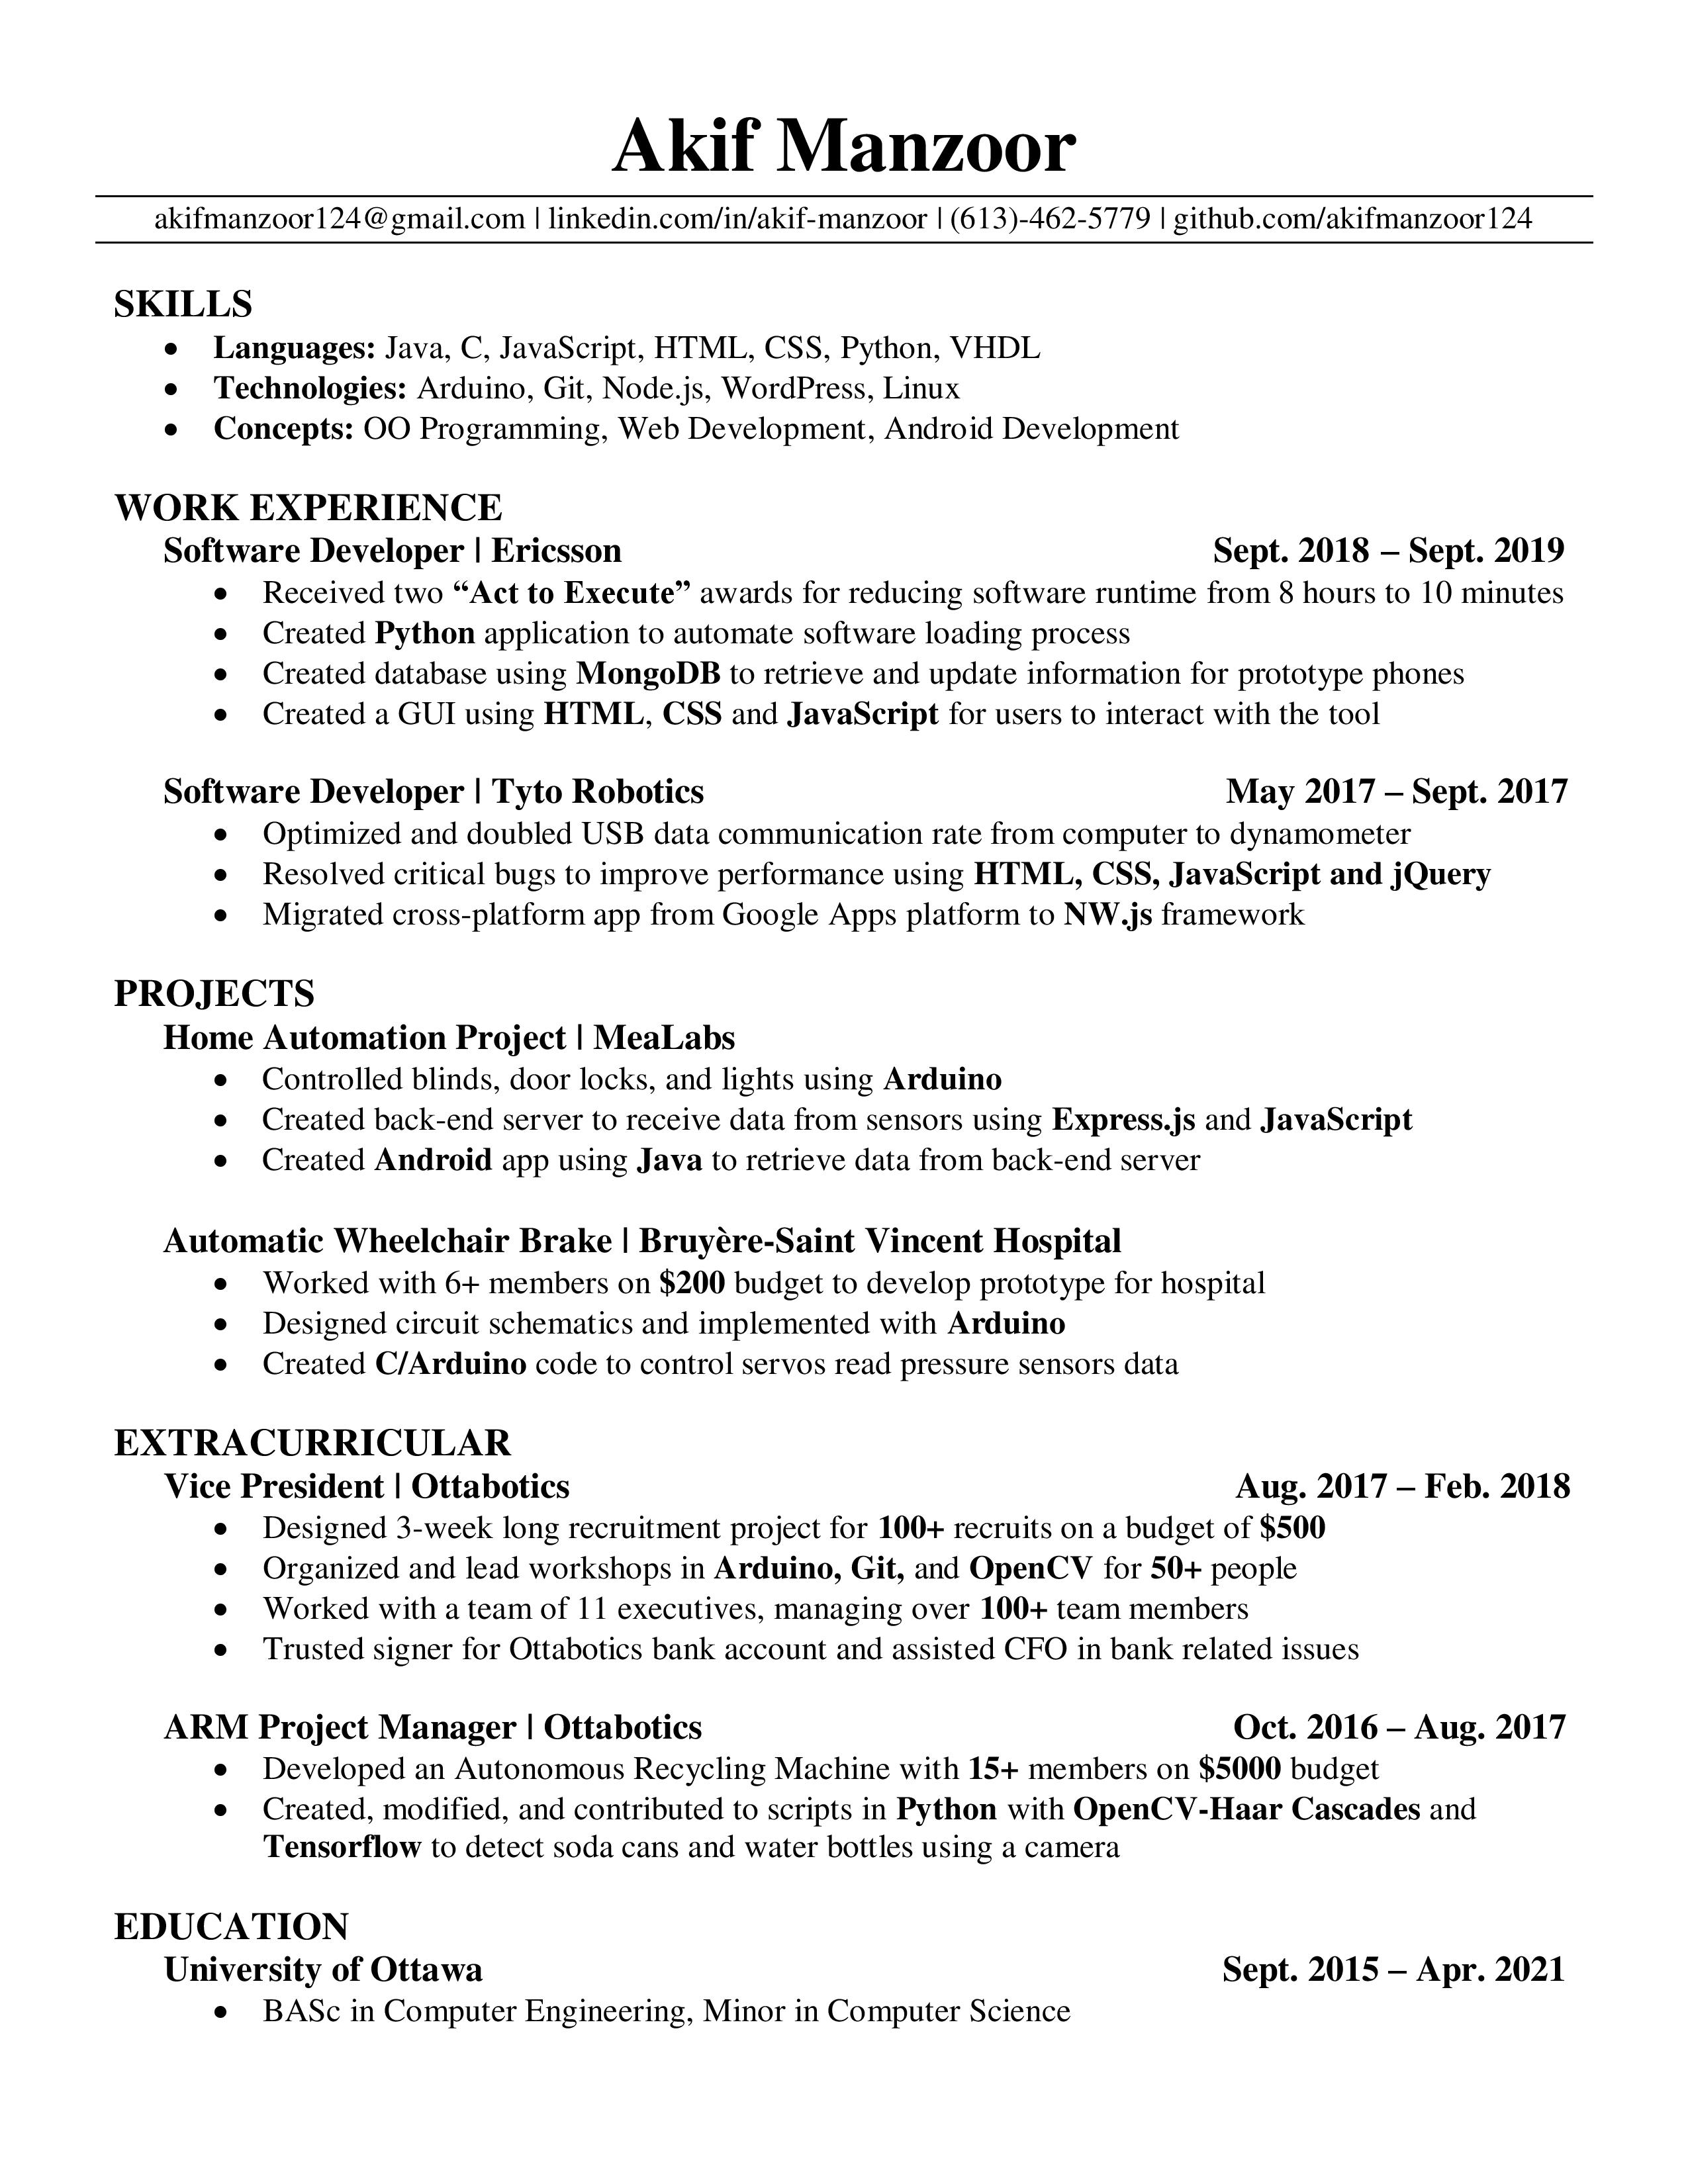 Akif Manzoor
akifmanzoor124@gmail.com | linkedin.com/in/akif-manzoor | (613)-462-5779 | github.com/akifmanzoor124
SKILLS
• Languages: Java, C, JavaScript, HTML, CSS, Python, VHDL
• Technologies: Arduino, Git, Node.js, WordPress, Linux
• Concepts: OO Programming, Web Development, Android Development
WORK EXPERIENCE
Software Developer | Ericsson Sept. 2018 – Sept. 2019
• Received two “Act to Execute” awards for reducing software runtime from 8 hours to 10 minutes
• Created Python application to automate software loading process
• Created database using MongoDB to retrieve and update information for prototype phones
• Created a GUI using HTML, CSS and JavaScript for users to interact with the tool
Software Developer | Tyto Robotics May 2017 – Sept. 2017
• Optimized and doubled USB data communication rate from computer to dynamometer
• Resolved critical bugs to improve performance using HTML, CSS, JavaScript and jQuery
• Migrated cross-platform app from Google Apps platform to NW.js framework
PROJECTS
Home Automation Project | MeaLabs
• Controlled blinds, door locks, and lights using Arduino
• Created back-end server to receive data from sensors using Express.js and JavaScript
• Created Android app using Java to retrieve data from back-end server
Automatic Wheelchair Brake | Bruyère-Saint Vincent Hospital
• Worked with 6+ members on $200 budget to develop prototype for hospital
• Designed circuit schematics and implemented with Arduino
• Created C/Arduino code to control servos read pressure sensors data
EXTRACURRICULAR
Vice President | Ottabotics Aug. 2017 – Feb. 2018
• Designed 3-week long recruitment project for 100+ recruits on a budget of $500
• Organized and lead workshops in Arduino, Git, and OpenCV for 50+ people
• Worked with a team of 11 executives, managing over 100+ team members
• Trusted signer for Ottabotics bank account and assisted CFO in bank related issues
ARM Project Manager | Ottabotics Oct. 2016 – Aug. 2017
• Developed an Autonomous Recycling Machine with 15+ members on $5000 budget
• Created, modified, and contributed to scripts in Python with OpenCV-Haar Cascades and
Tensorflow to detect soda cans and water bottles using a camera
EDUCATION
University of Ottawa Sept. 2015 – Apr. 2021
• BASc in Computer Engineering, Minor in Computer Science